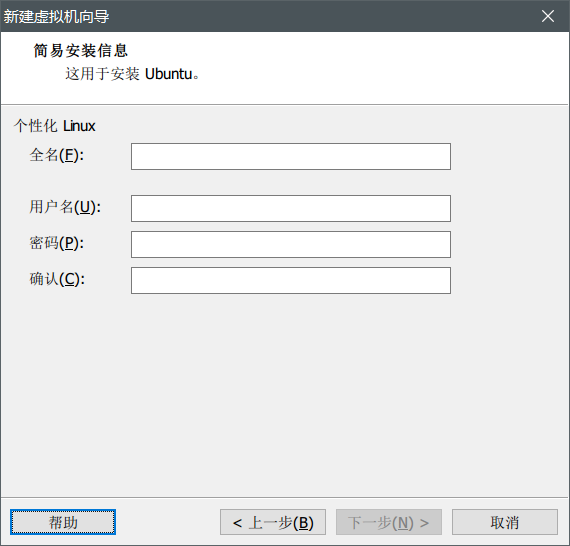 新建虚拟机向导
简易安装信息
这用于安装 Ubuntu。
个性化 Linux
全名(F):
用户名(U):
密码(P):
确认(C):
帮助
< 上一步(B)
下一步(N) >
取消